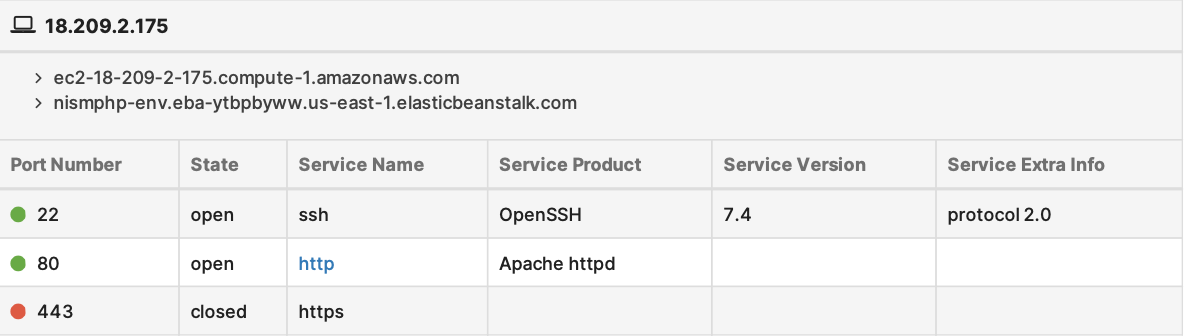 18.209.2.175
> ec2-18-209-2-175.compute-1.amazonaws.com
> nismphp-env.eba-ytbpbyww.us-east-1.elasticbeanstalk.com
Port Number State Service Name Service Product Service Version Service Extra Info
22 open ssh OpenSSH 7.4 protocol 2.0
80 open http Apache httpd
443 closed https